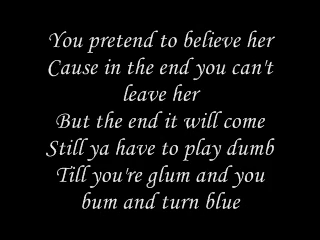 You pretend to believe her
Cause in the end you can't
leave her
But the end it will come
Still ya have to play dumb
Till you're glum and you
bum and turn blue